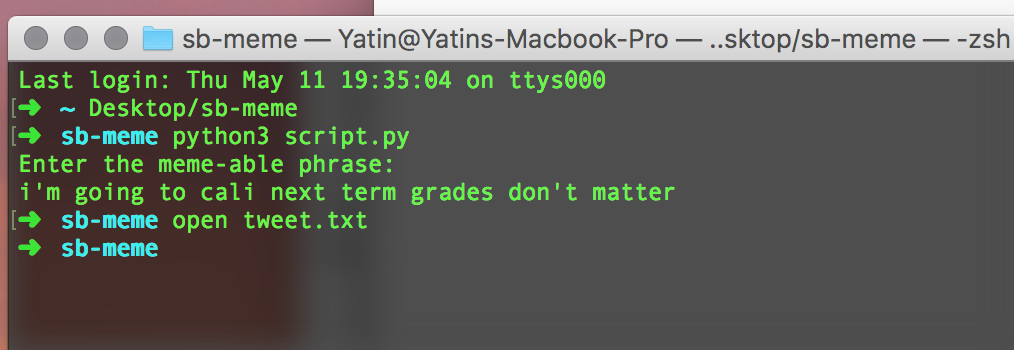 sb-meme — Yatin@Yatins-Macbook-Pro — ..sktop/sb-meme — -zsh
Last login: Thu May 11 19:35:04 on ttys000
[➜ ~ Desktop/sb-meme
[➜ sb-meme python3 script.py
Enter the meme-able phrase:
i'm going to cali next term grades don't matter
[➜ sb-meme open tweet.txt
➜ sb-meme